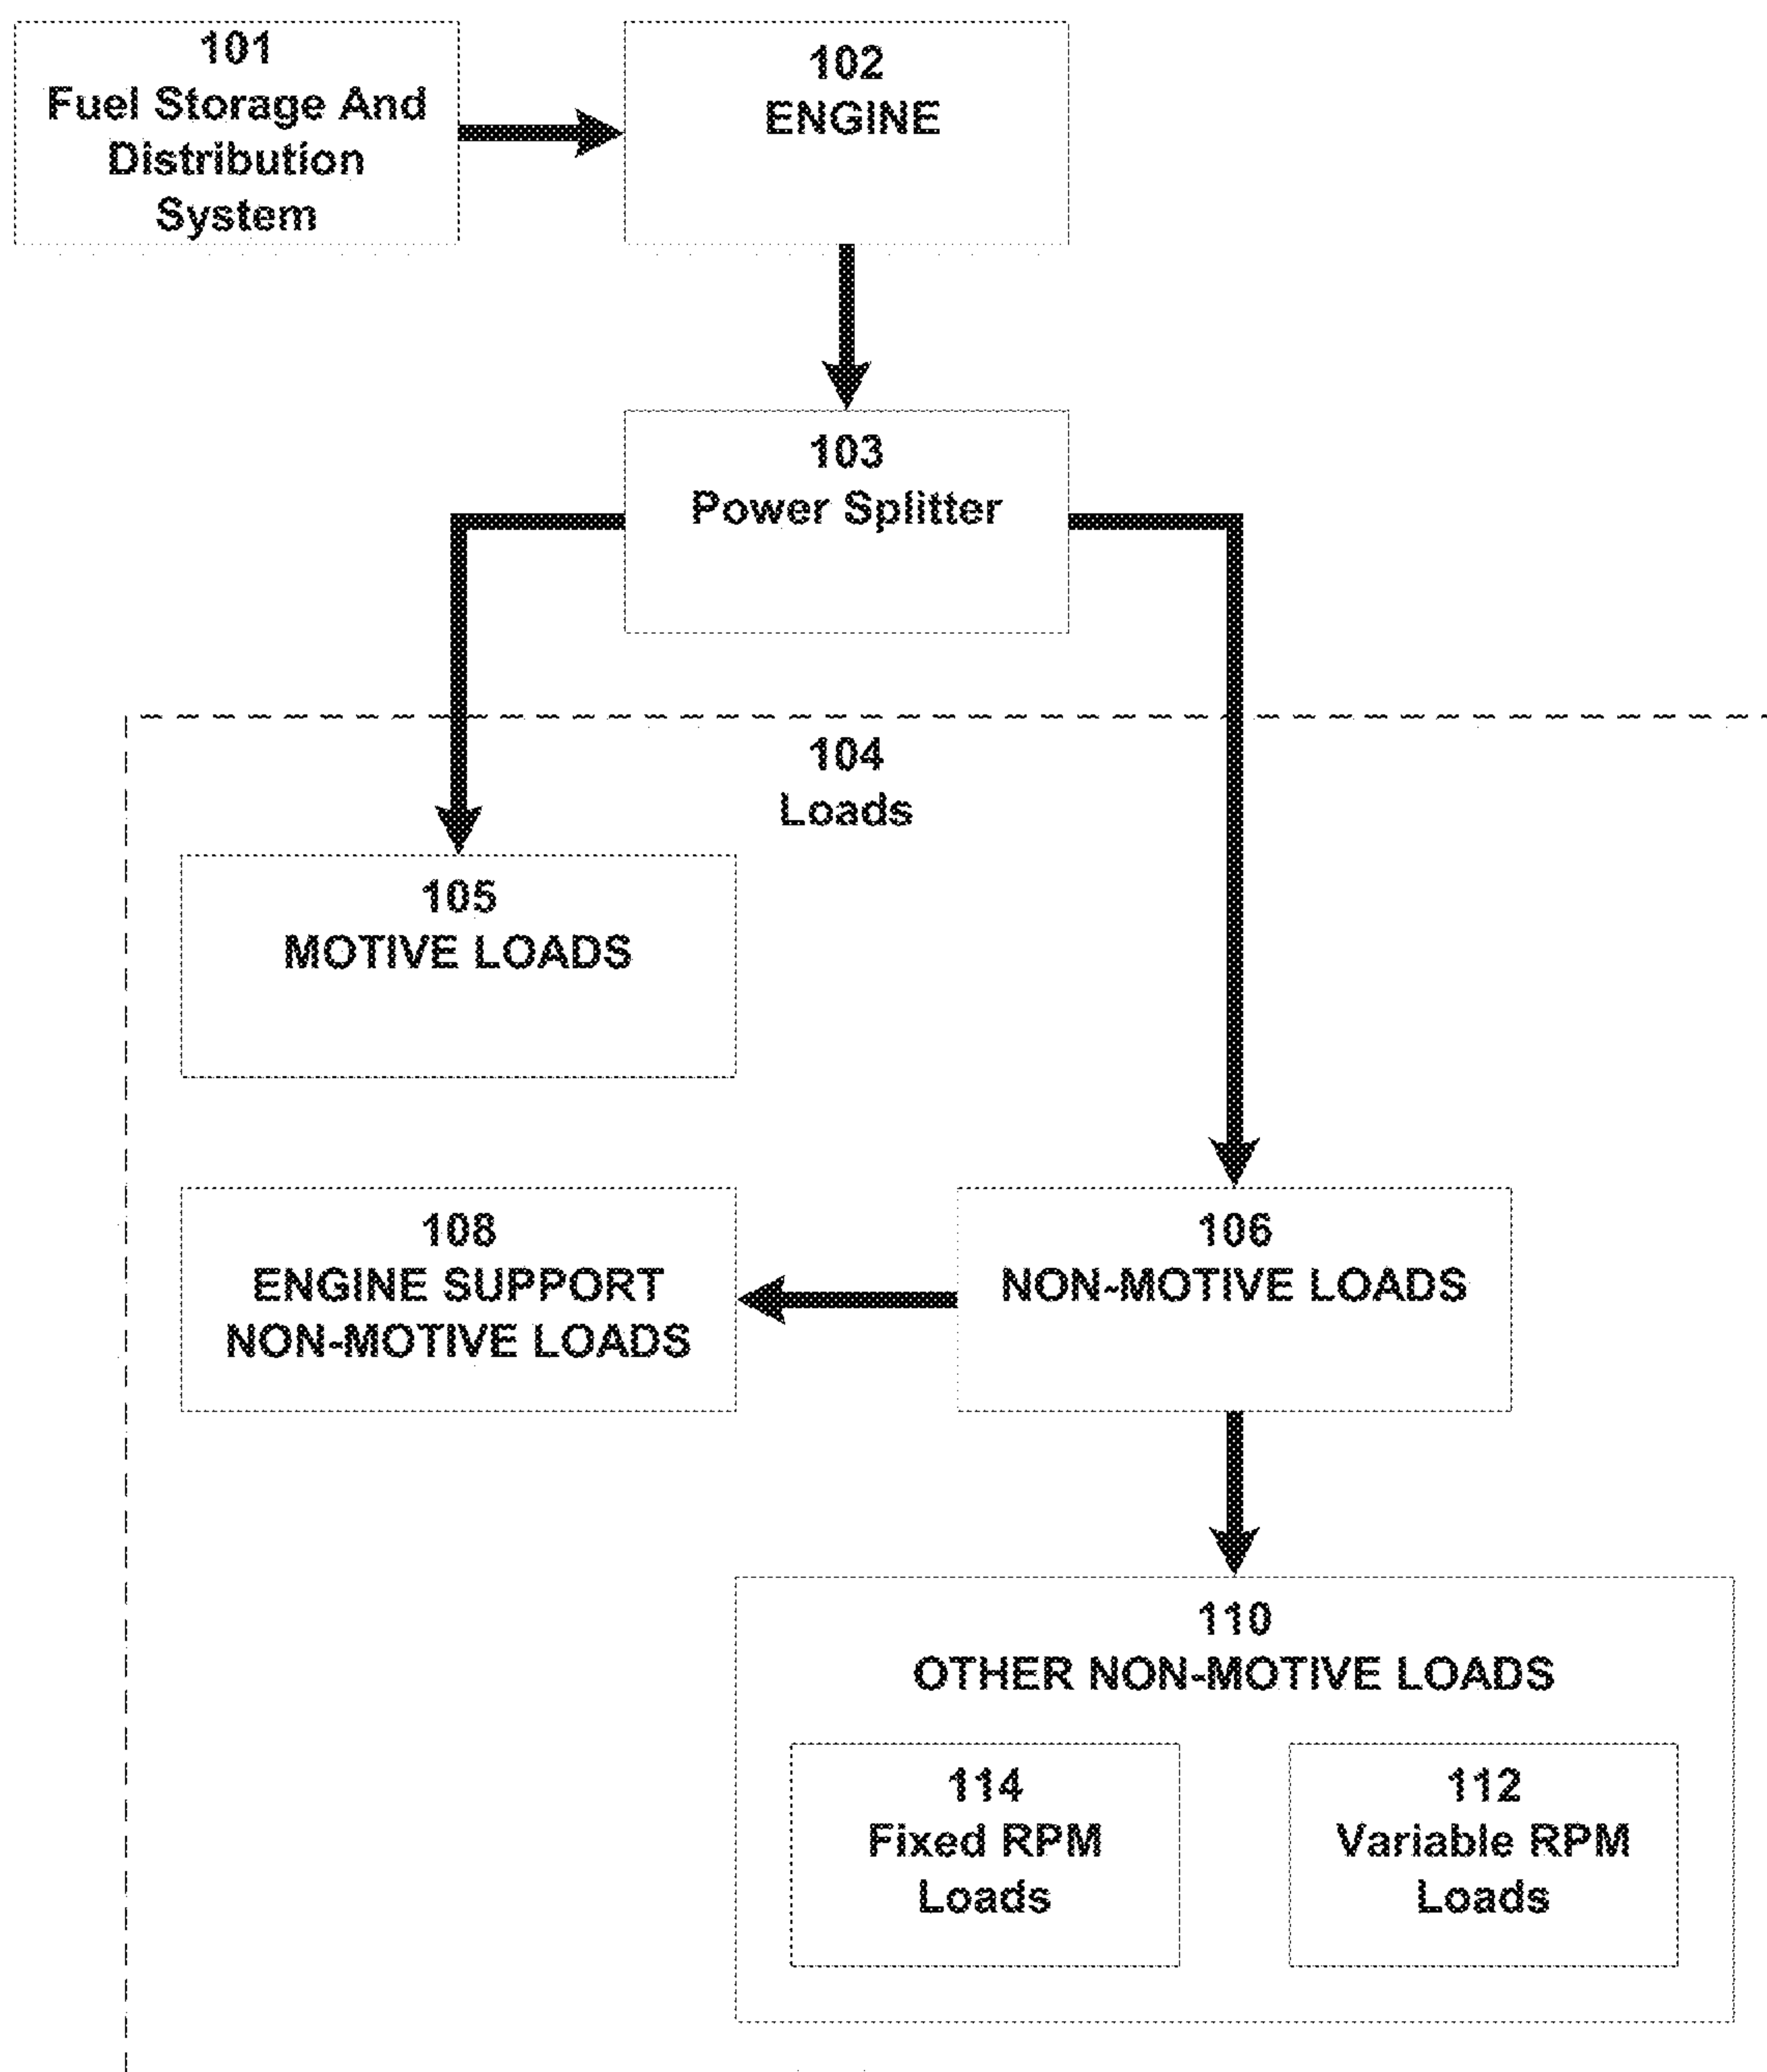 101
Fuel Storage And
Distribution
System
102
ENGINE
103
Power Splitter
104
Loads
105
MOTIVE LOADS
108
ENGINE SUPPORT
NON-MOTIVE LOADS
106
NON-MOTIVE LOADS
110
OTHER NON-MOTIVE LOADS
114
Fixed RPM
Loads
112
Variable RPM
Loads